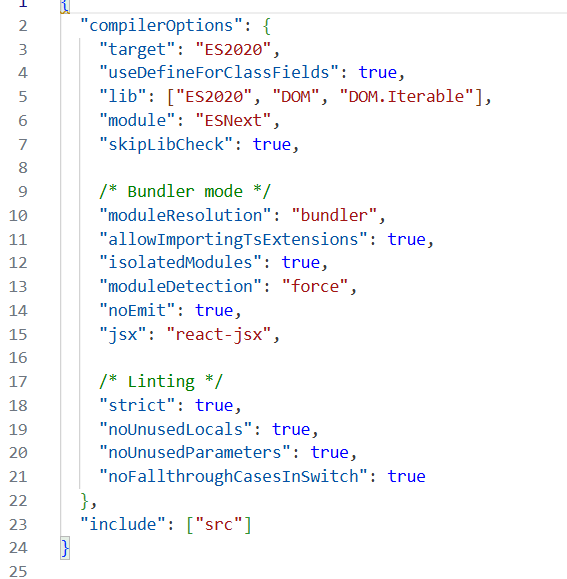 1 {
2 "compilerOptions": {
3 "target": "ES2020",
4 "useDefineForClassFields": true,
5 "lib": ["ES2020", "DOM", "DOM.Iterable"],
6 "module": "ESNext",
7 "skipLibCheck": true,
8
9 /* Bundler mode */
10 "moduleResolution": "bundler",
11 "allowImportingTsExtensions": true,
12 "isolatedModules": true,
13 "moduleDetection": "force",
14 "noEmit": true,
15 "jsx": "react-jsx",
16
17 /* Linting */
18 "strict": true,
19 "noUnusedLocals": true,
20 "noUnusedParameters": true,
21 "noFallthroughCasesInSwitch": true
22 },
23 "include": ["src"]
24 }
25